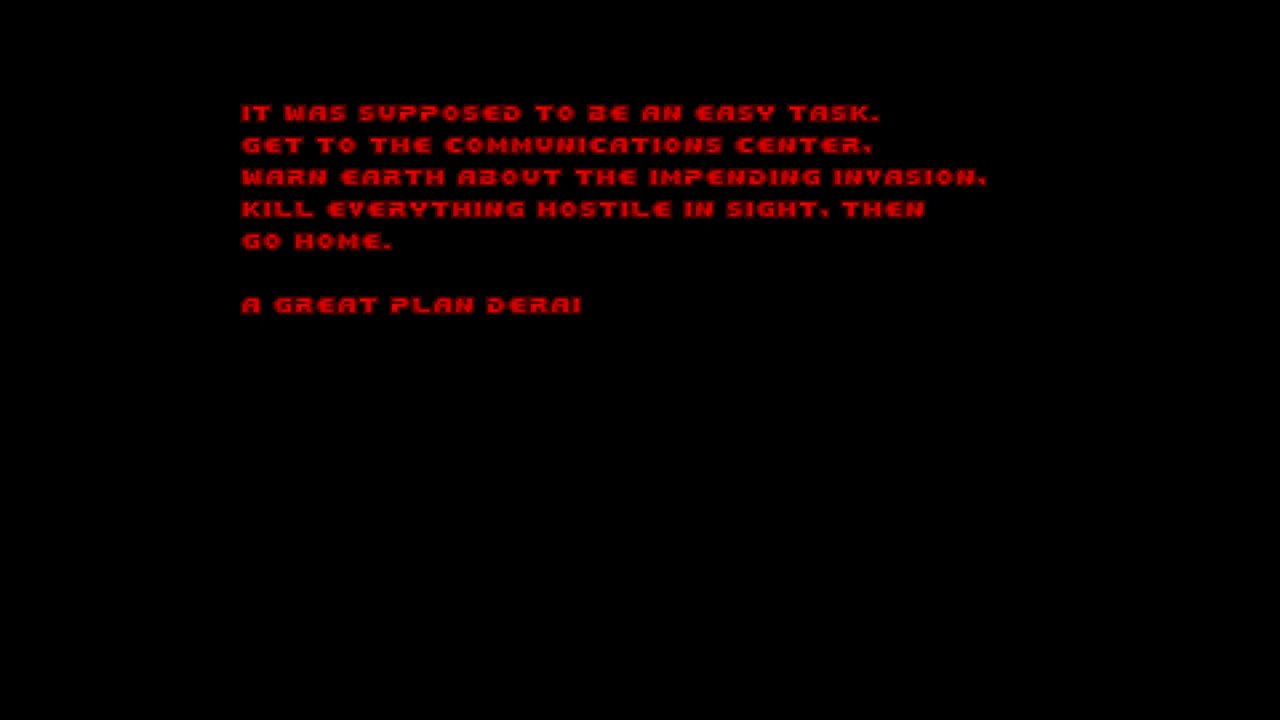 IT WAS SUPPOSED TO BE AN EASY TASK.
GET TO THE COMMUNICATIONS CENTER,
WARN EARTH ABOUT THE IMPENDING INVASION,
KILL EVERYTHING HOSTILE IN SIGHT, THEN
GO HOME.
A GREAT PLAN DERAI